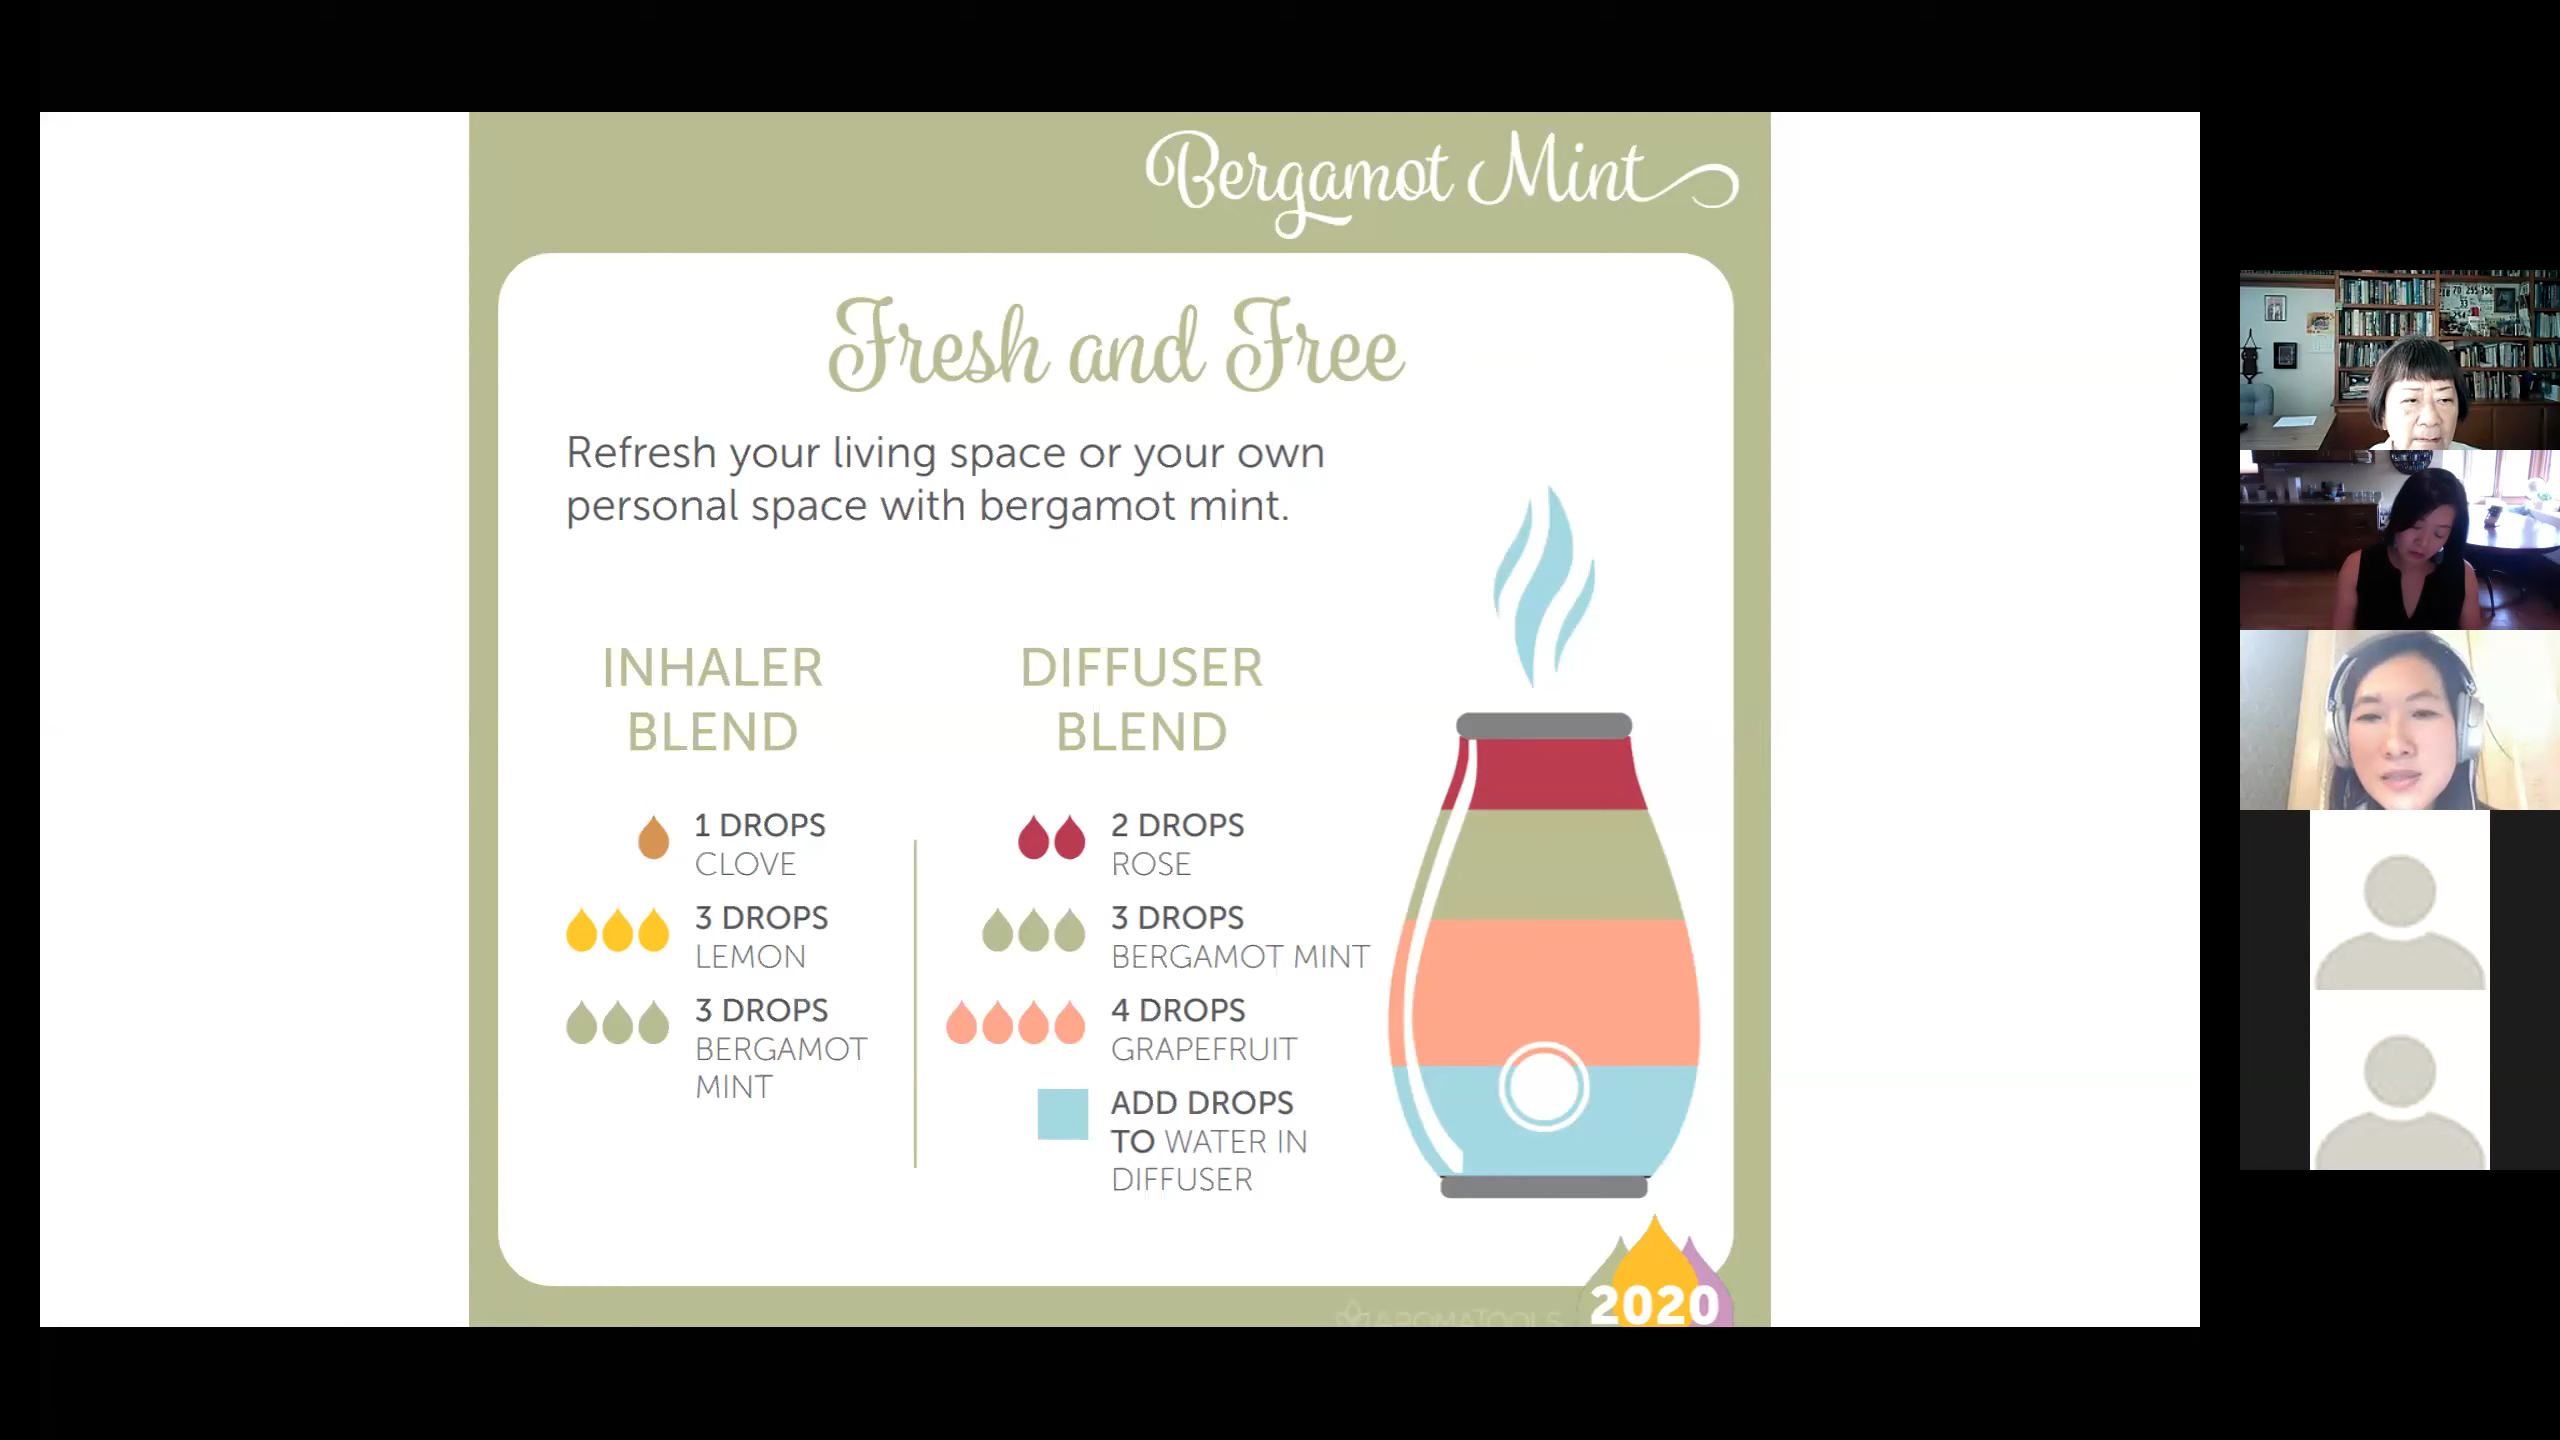 Bergamot Mint
Fresh and Free
Refresh your living space or your own
personal space with bergamot mint.
INHALER
BLEND
1 DROPS
CLOVE
3 DROPS
LEMON
3 DROPS
BERGAMOT
MINT
DIFFUSER
BLEND
2 DROPS
ROSE
3 DROPS
BERGAMOT MINT
4 DROPS
GRAPEFRUIT
ADD DROPS
TO WATER IN
DIFFUSER
AROMATOOLS
2020